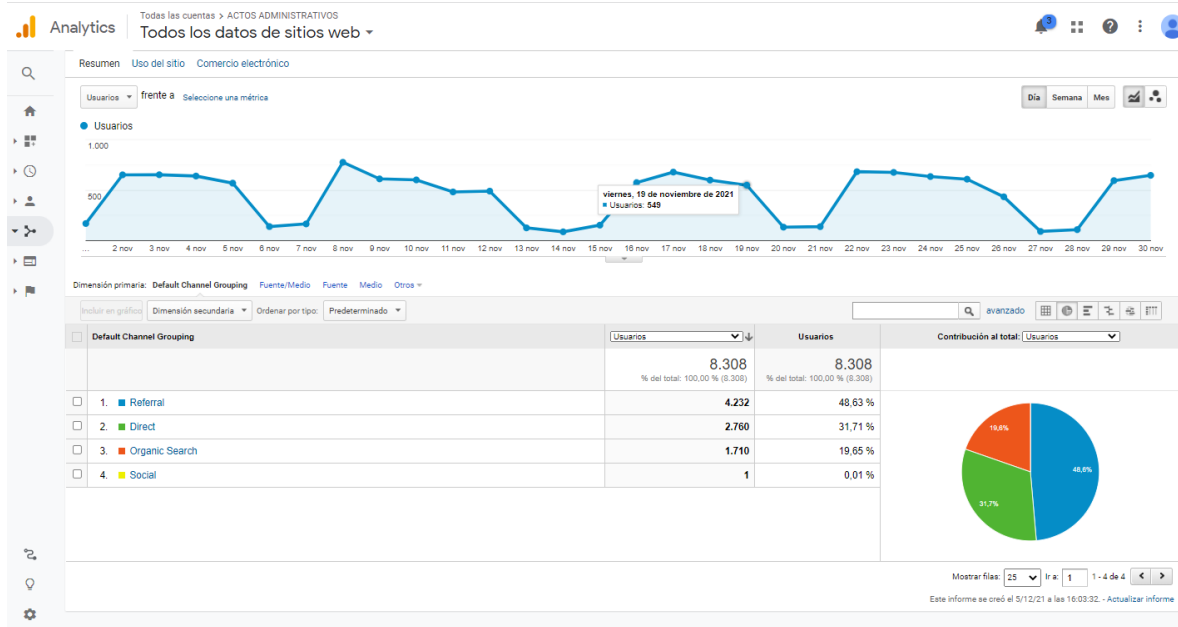 Todas las cuentas > ACTOS ADMINISTRATIVOS
Analytics Todos los datos de sitios web
3
Resumen Uso del sitio Comercio electrónico
Usuarios frente a Seleccione una métrica Día Semana Mes
Usuarios
1.000
500
viernes, 19 de noviembre de 2021
Usuarios: 549
... 2 nov 3 nov 4 nov 5 nov 6 nov 7 nov 8 nov 9 nov 10 nov 11 nov 12 nov 13 nov 14 nov 15 nov 16 nov 17 nov 18 nov 19 nov 20 nov 21 nov 22 nov 23 nov 24 nov 25 nov 26 nov 27 nov 28 nov 29 nov 30 nov
Dimensión primaria: Default Channel Grouping Fuente/Medio Fuente Medio Otros
Incluir en gráfico Dimensión secundaria Ordenar por tipo: Predeterminado avanzado
Default Channel Grouping Usuarios Usuarios Contribución al total: Usuarios
8.308 8.308
% del total: 100,00 % (8.308) % del total: 100,00 % (8.308)
1. Referral 4.232 48,63 %
2. Direct 2.760 31,71 %
3. Organic Search 1.710 19,65 %
4. Social 1 0,01 %
19,6%
48,6%
31,7%
Mostrar filas: 25 Ir a: 1 1 - 4 de 4
Este informe se creó el 5/12/21 a las 16:03:32. - Actualizar informe